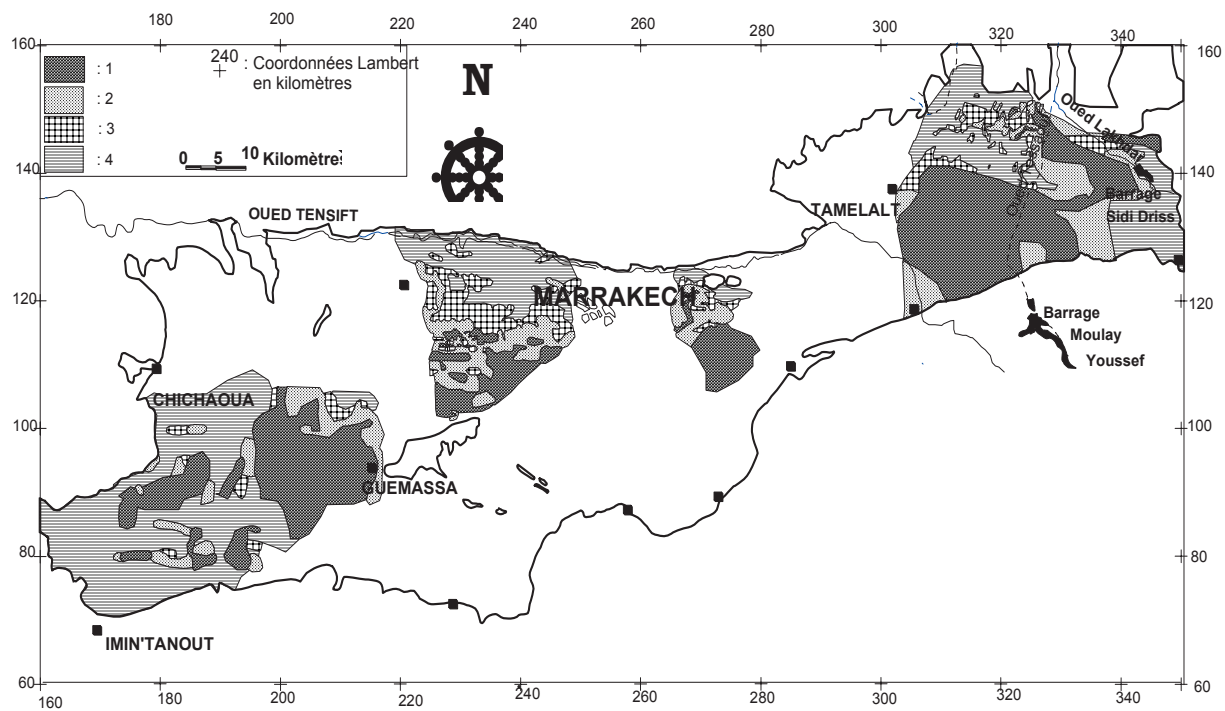 180 200 220 240 260 280 302 320 340
160 160
: 1
240 : Coordonnées Lambert
en kilomètres
: 2
: 3
: 4
N
0 5 10 Kilomètre
140 140
Oued Lakhdar
Barrage
Sidi Driss
TAMELALT
OUED TENSIFT
120 120
MARRAKECH
Barrage
Moulay
Youssef
CHICHAOUA
100 100
GUEMASSA
80 80
IMIN'TANOUT
60 60
160 180 200 220 240 260 280 300 320 340